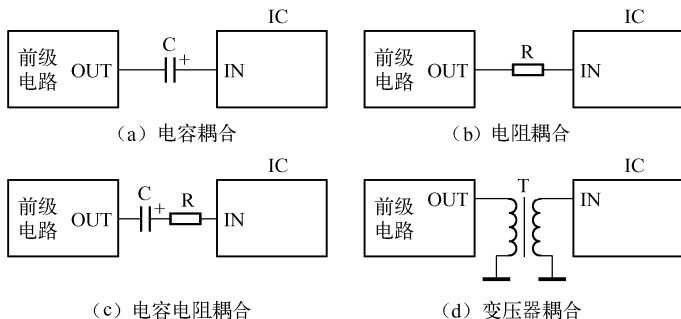 IC
前级
电路
OUT
C
+
IN
(a) 电容耦合
IC
前级
电路
OUT
R
IN
(b) 电阻耦合
IC
前级
电路
OUT
C
+
R
IN
(c) 电容电阻耦合
IC
前级
电路
OUT
T
IN
(d) 变压器耦合